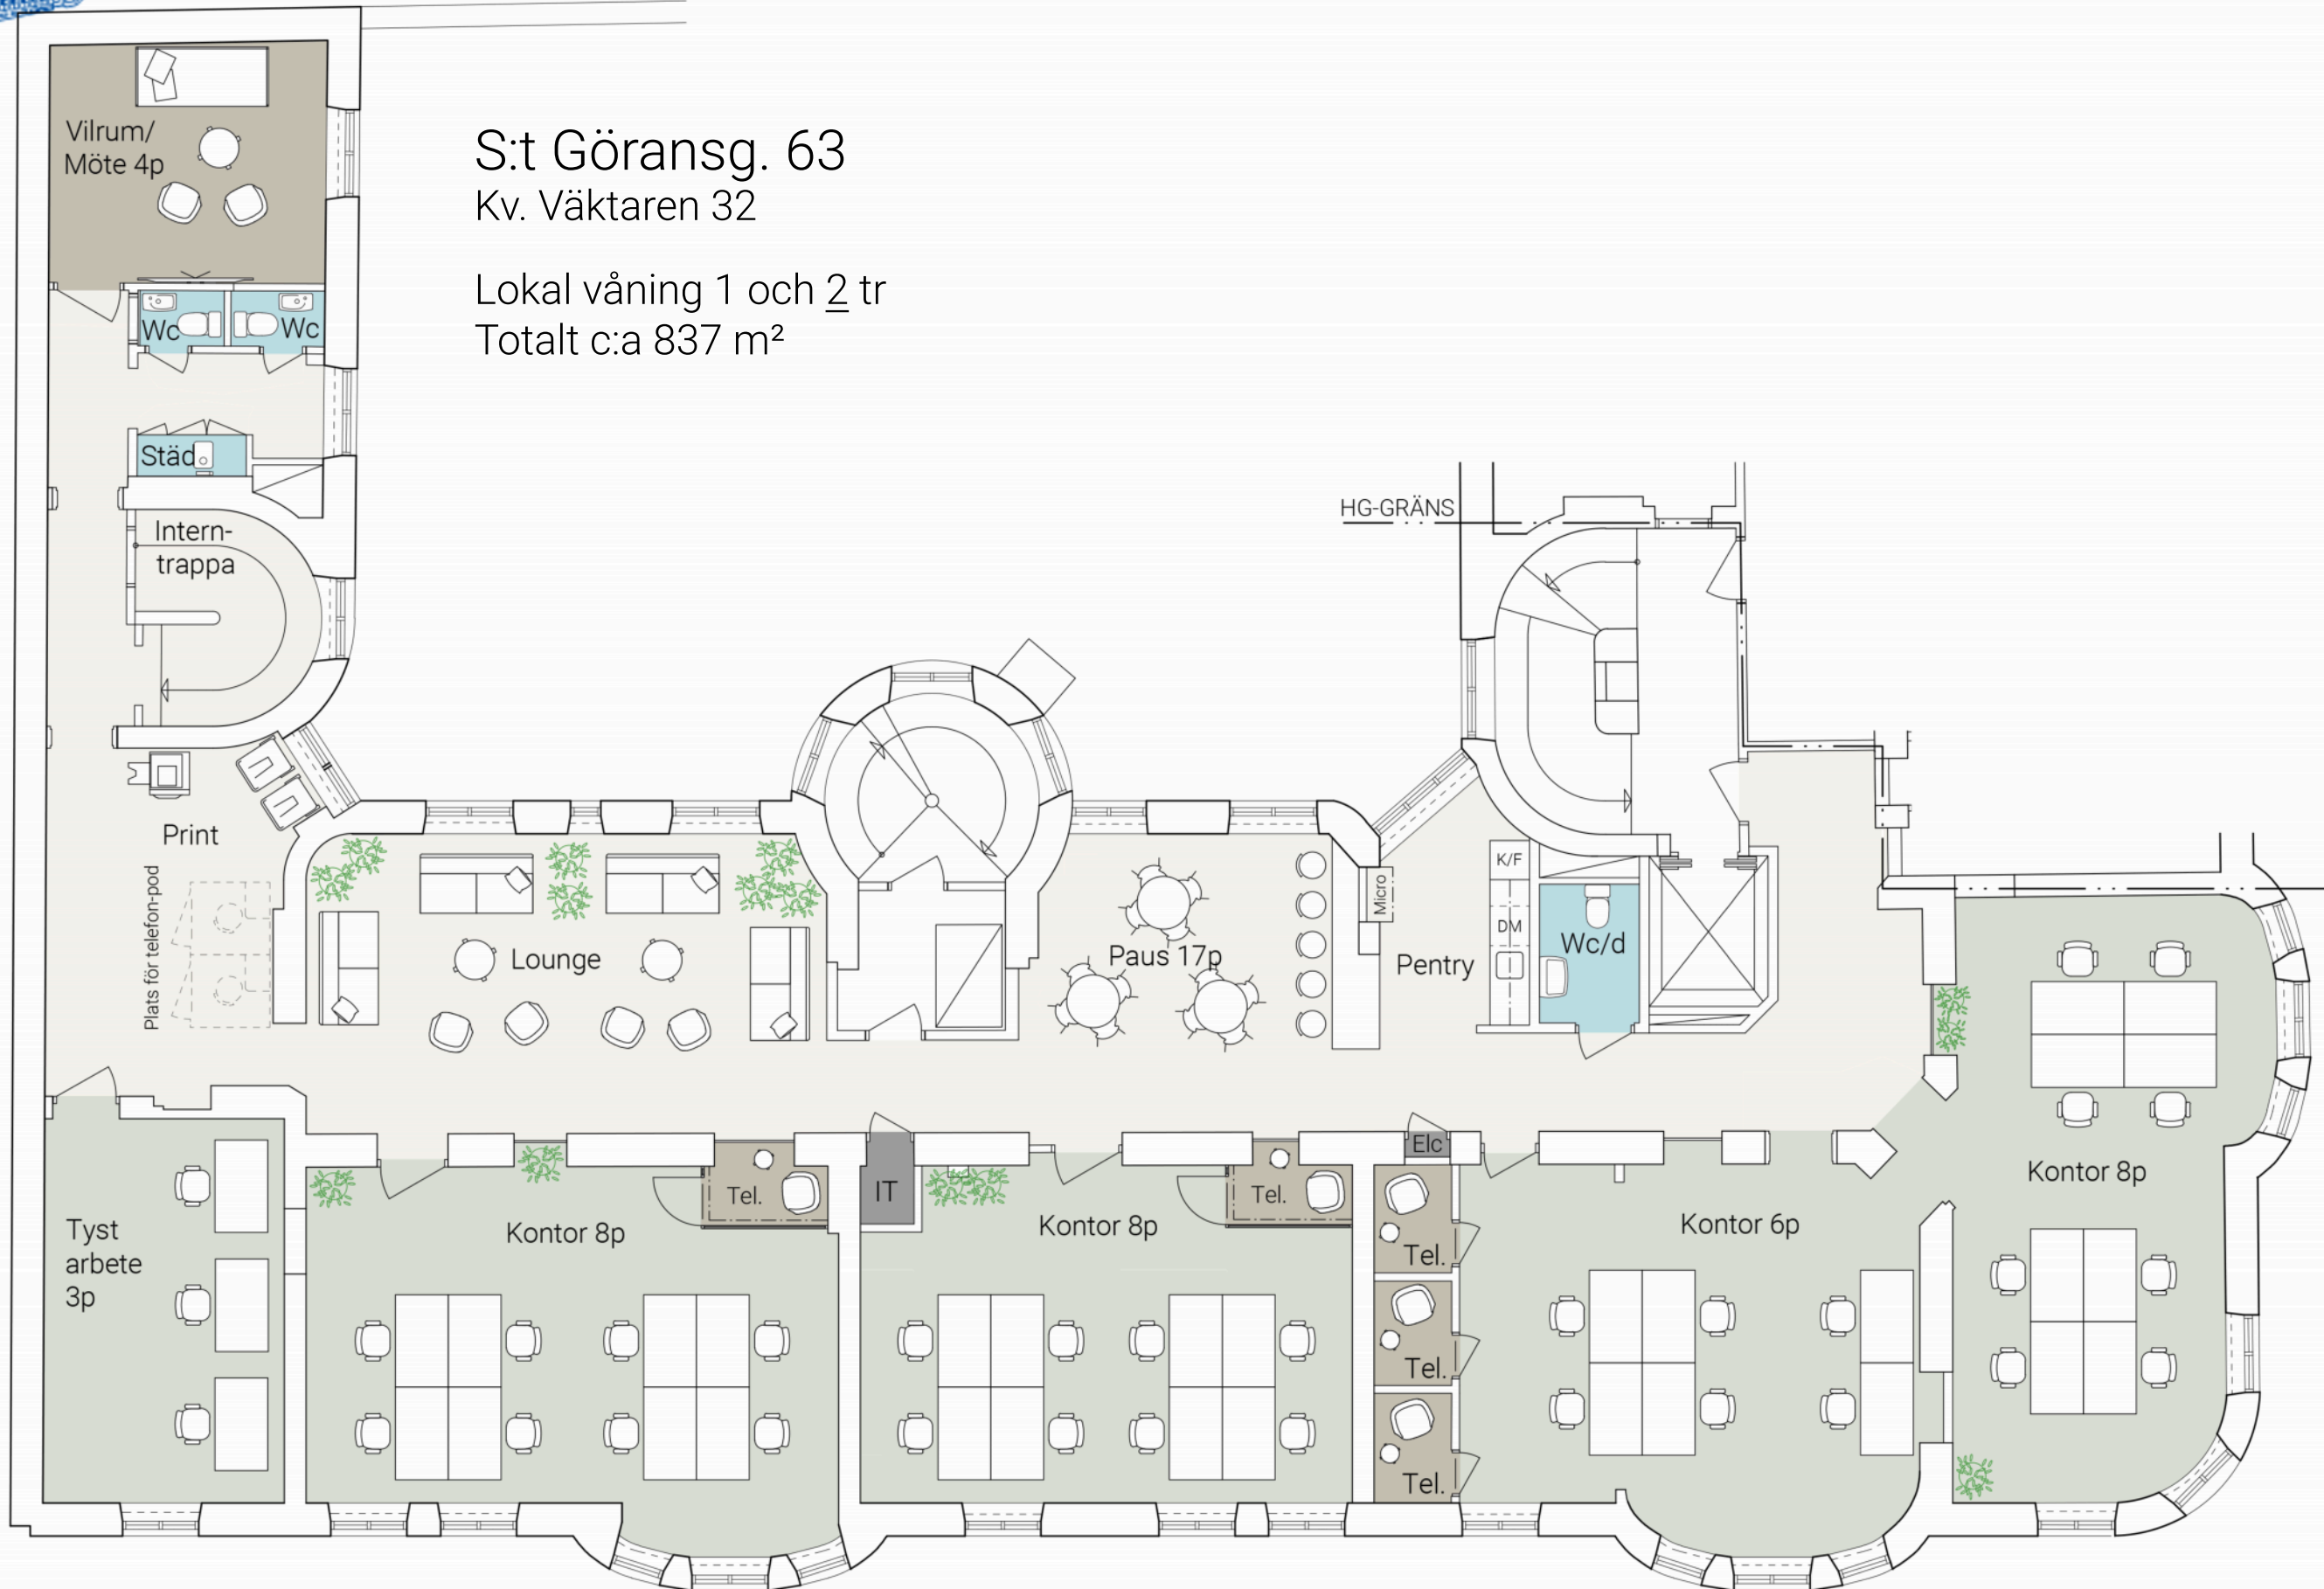 S:t Göransg. 63
Kv. Väktaren 32
Lokal våning 1 och 2 tr
Totalt c:a 837 m²
Vilrum/
Möte 4p
Wc
Wc
Städ
Intern-
trappa
HG-GRÄNS
Print
Plats för telefon-pod
Lounge
Paus 17p
Micro
Pentry
K/F
DM
Wc/d
Tyst
arbete
3p
Kontor 8p
Tel.
IT
Kontor 8p
Tel.
Elc
Tel.
Tel.
Tel.
Kontor 6p
Kontor 8p